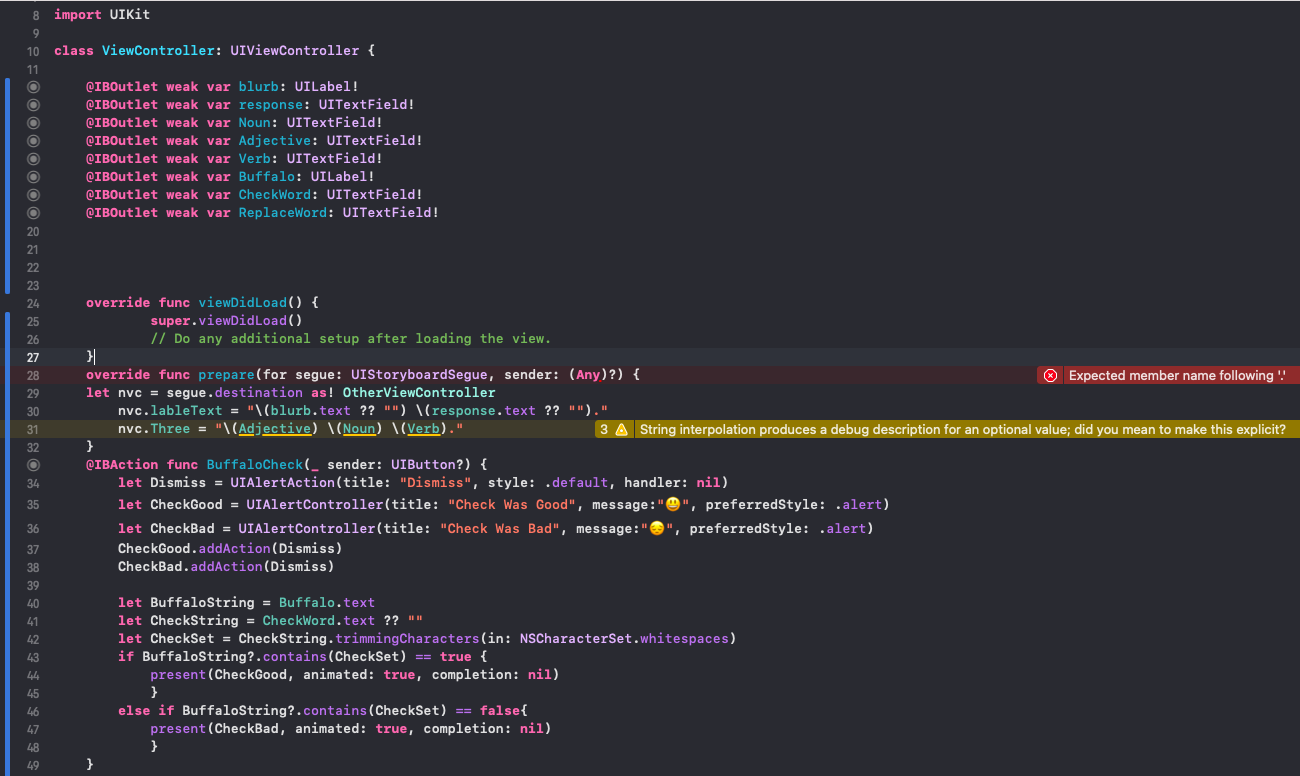 8 import UIKit
9
10 class ViewController: UIViewController {
11
@IBOutlet weak var blurb: UILabel!
@IBOutlet weak var response: UITextField!
@IBOutlet weak var Noun: UITextField!
@IBOutlet weak var Adjective: UITextField!
@IBOutlet weak var Verb: UITextField!
@IBOutlet weak var Buffalo: UILabel!
@IBOutlet weak var CheckWord: UITextField!
@IBOutlet weak var ReplaceWord: UITextField!
20
21
22
23
24 override func viewDidLoad() {
25 super.viewDidLoad()
26 // Do any additional setup after loading the view.
27 }
28 override func prepare(for segue: UIStoryboardSegue, sender: (Any)?) { Expected member name following '.'
29 let nvc = segue.destination as! OtherViewController
30 nvc.lableText = "\(blurb.text ?? "") \(response.text ?? "")."
31 nvc.Three = "\(Adjective) \(Noun) \(Verb)." 3 String interpolation produces a debug description for an optional value; did you mean to make this explicit?
32 }
@IBAction func BuffaloCheck(_ sender: UIButton?) {
34 let Dismiss = UIAlertAction(title: "Dismiss", style: .default, handler: nil)
35 let CheckGood = UIAlertController(title: "Check Was Good", message:"😃", preferredStyle: .alert)
36 let CheckBad = UIAlertController(title: "Check Was Bad", message:"😔", preferredStyle: .alert)
37 CheckGood.addAction(Dismiss)
38 CheckBad.addAction(Dismiss)
39
40 let BuffaloString = Buffalo.text
41 let CheckString = CheckWord.text ?? ""
42 let CheckSet = CheckString.trimmingCharacters(in: NSCharacterSet.whitespaces)
43 if BuffaloString?.contains(CheckSet) == true {
44 present(CheckGood, animated: true, completion: nil)
45 }
46 else if BuffaloString?.contains(CheckSet) == false{
47 present(CheckBad, animated: true, completion: nil)
48 }
49 }